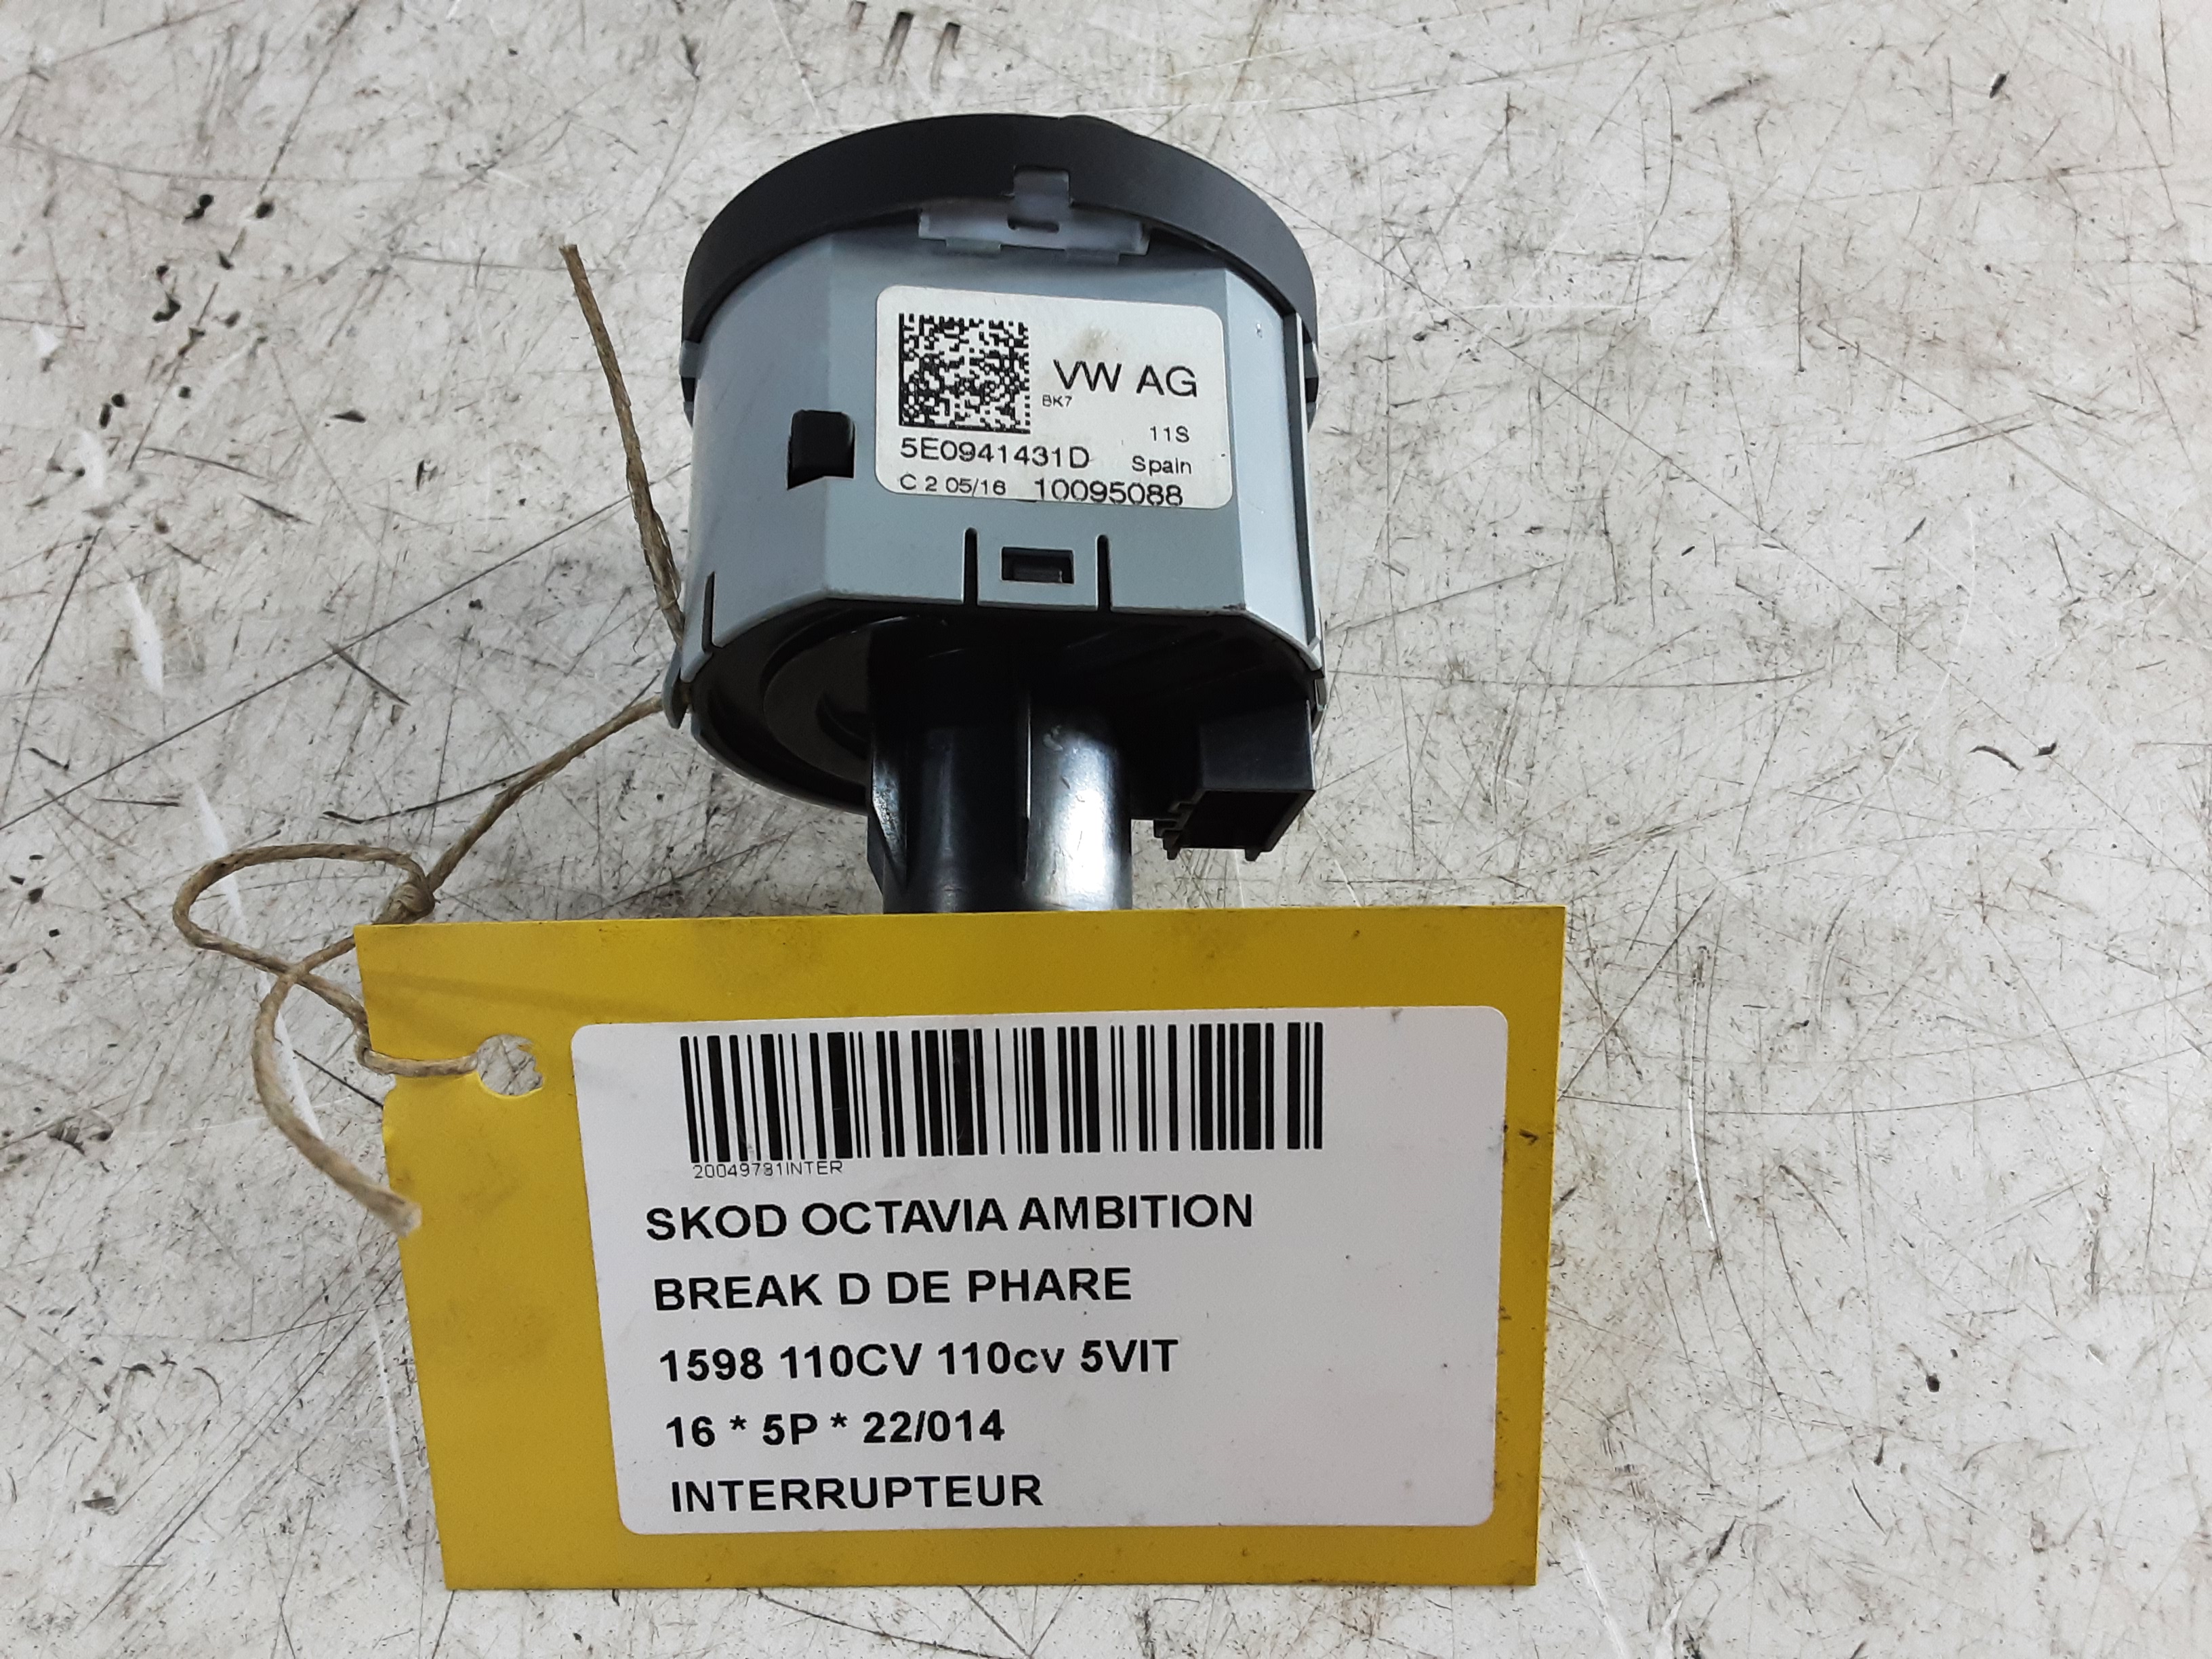 VW AG
BK7
11S
5E0941431D Spain
C 2 05/16 10095088
20049781INTER
SKOD OCTAVIA AMBITION
BREAK D DE PHARE
1598 110CV 110cv 5VIT
16 * 5P * 22/014
INTERRUPTEUR